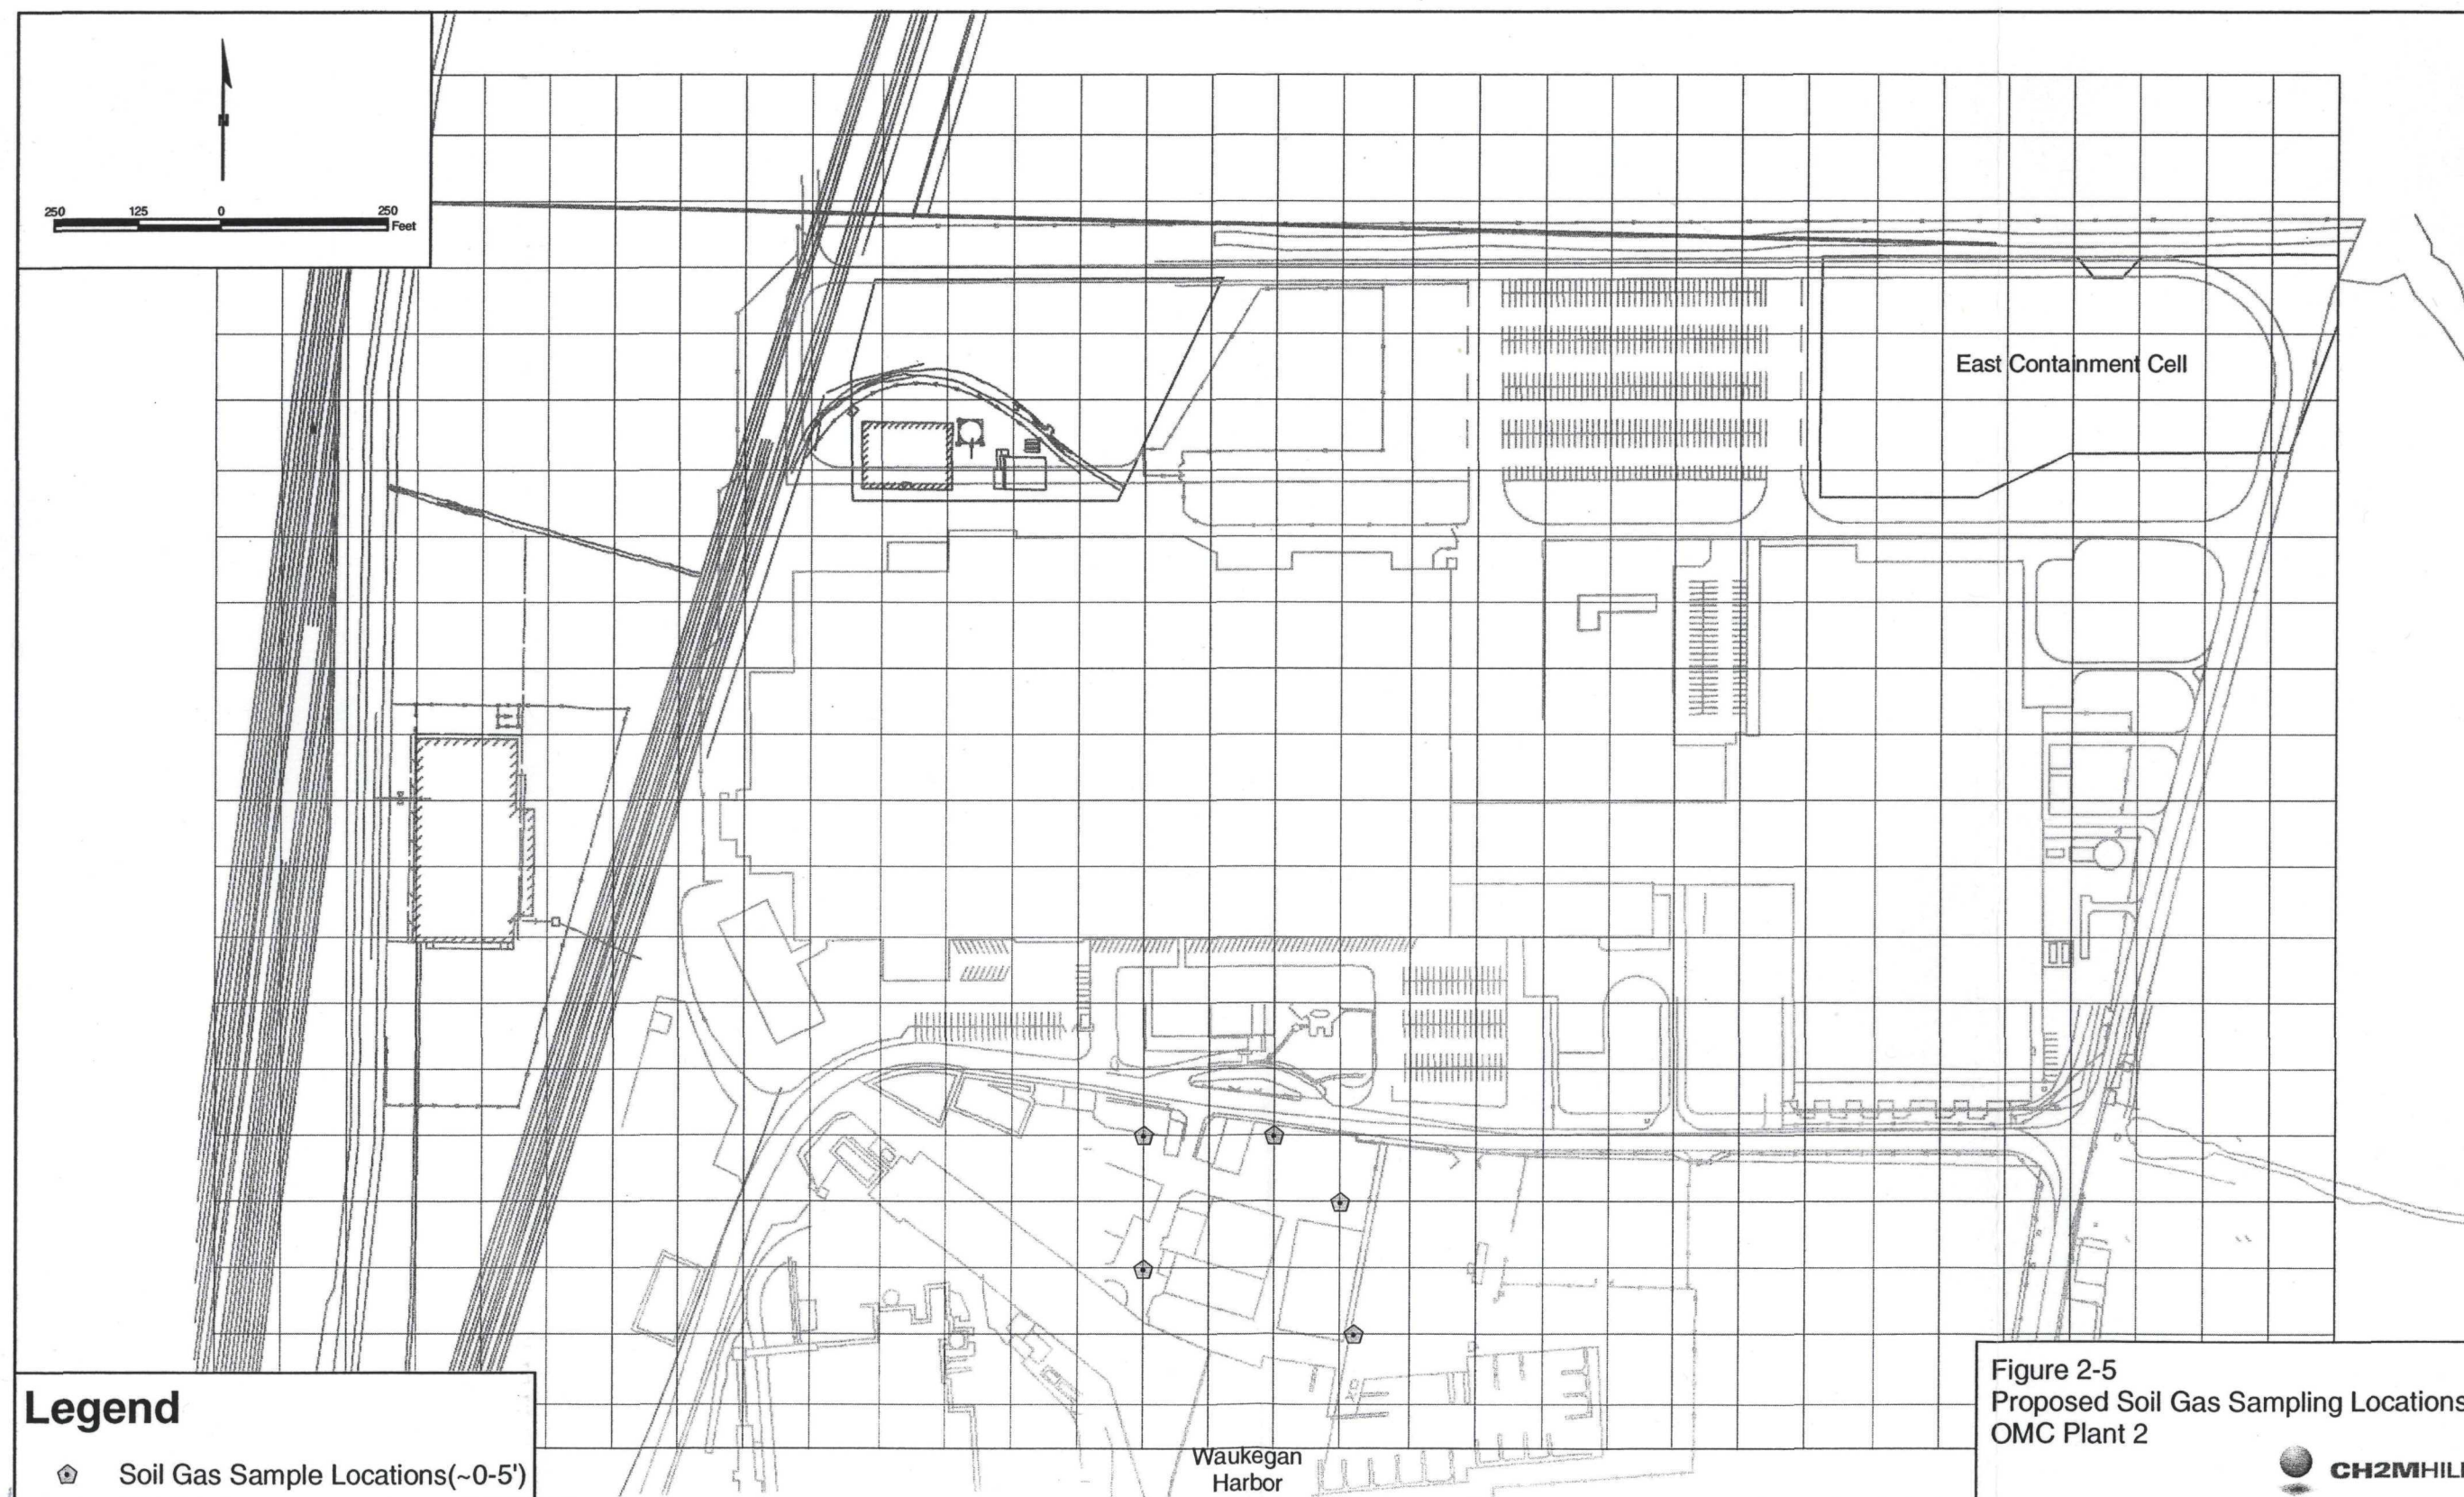 250 125 0 250
Feet
East Containment Cell
Legend
Soil Gas Sample Locations(~0-5')
Waukegan
Harbor
Figure 2-5
Proposed Soil Gas Sampling Locations
OMC Plant 2
CH2MHILL